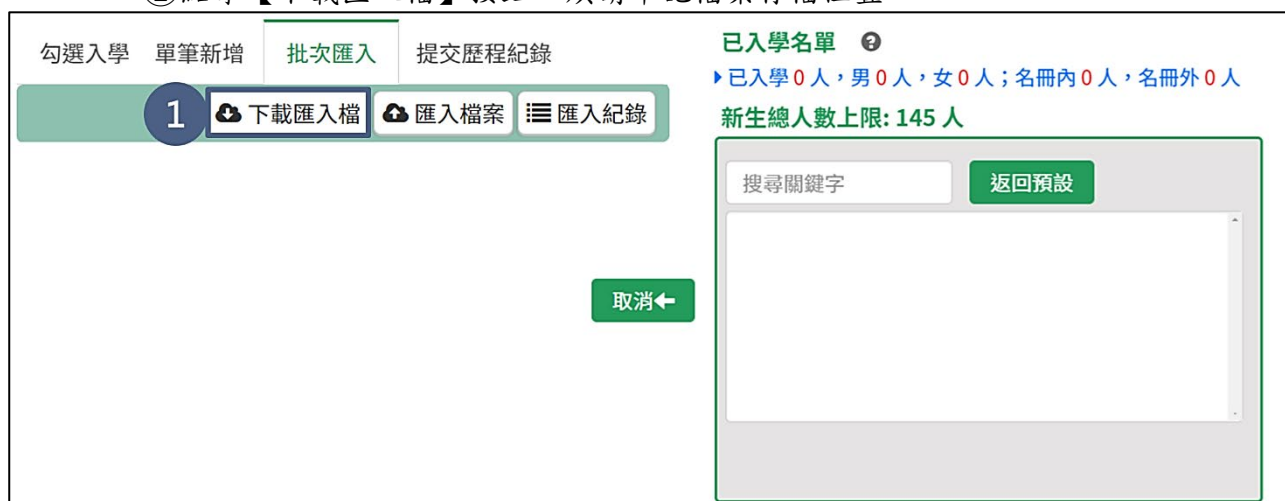 勾選入學 單筆新增 批次匯入 提交歷程紀錄
1 下載匯入檔 匯入檔案 匯入紀錄
取消
已入學名單
已入學 0 人，男 0 人，女 0 人；名冊內 0 人，名冊外 0 人
新生總人數上限: 145 人
搜尋關鍵字 返回預設